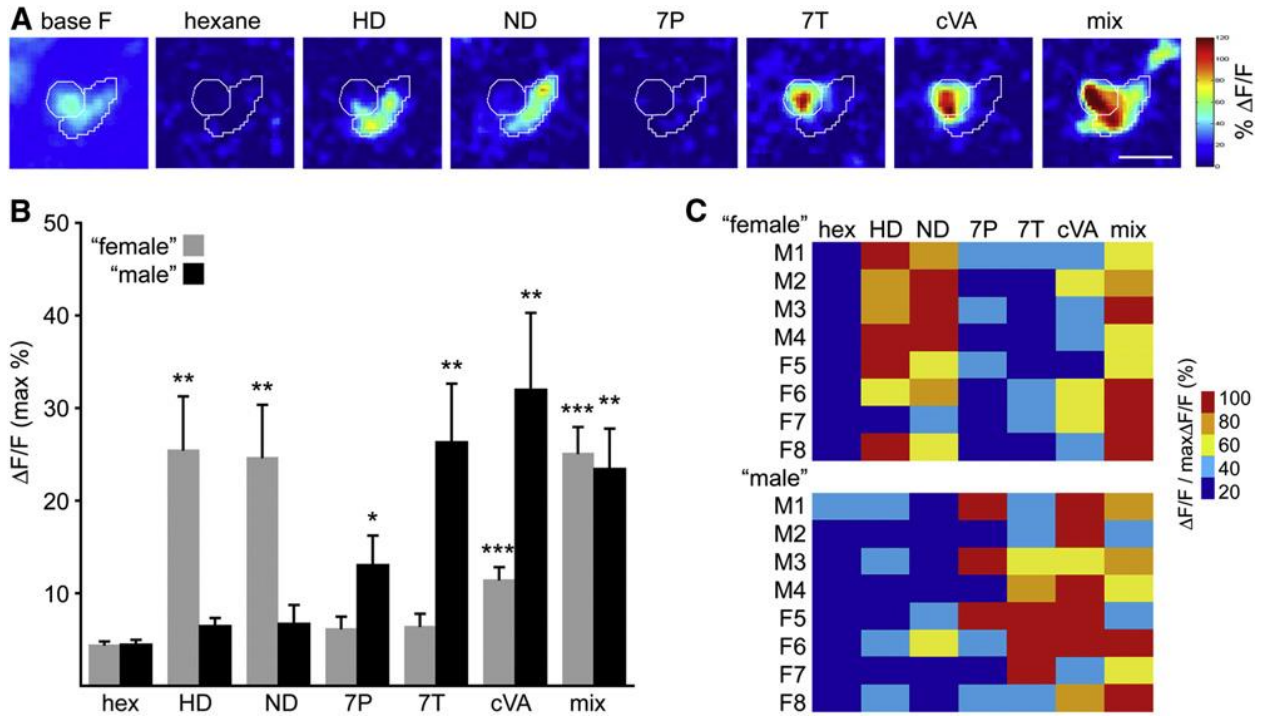 A base F hexane HD ND 7P 7T cVA mix
120
100
80
60
40
20
0
% ΔF/F
B
50
40
30
20
10
ΔF/F (max %)
"female"
"male"
** ** * ** *** ** *** **
hex HD ND 7P 7T cVA mix
C
"female" hex HD ND 7P 7T cVA mix
M1
M2
M3
M4
F5
F6
F7
F8
"male"
M1
M2
M3
M4
F5
F6
F7
F8
100
80
60
40
20
ΔF/F / maxΔF/F (%)